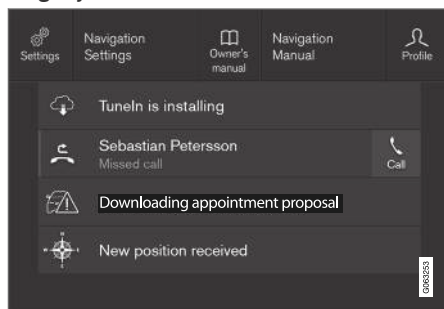 Settings
Navigation
Settings
Owner's
manual
Navigation
Manual
Profile
TuneIn is installing
Sebastian Petersson
Missed call
Call
Downloading appointment proposal
New position received
G063253